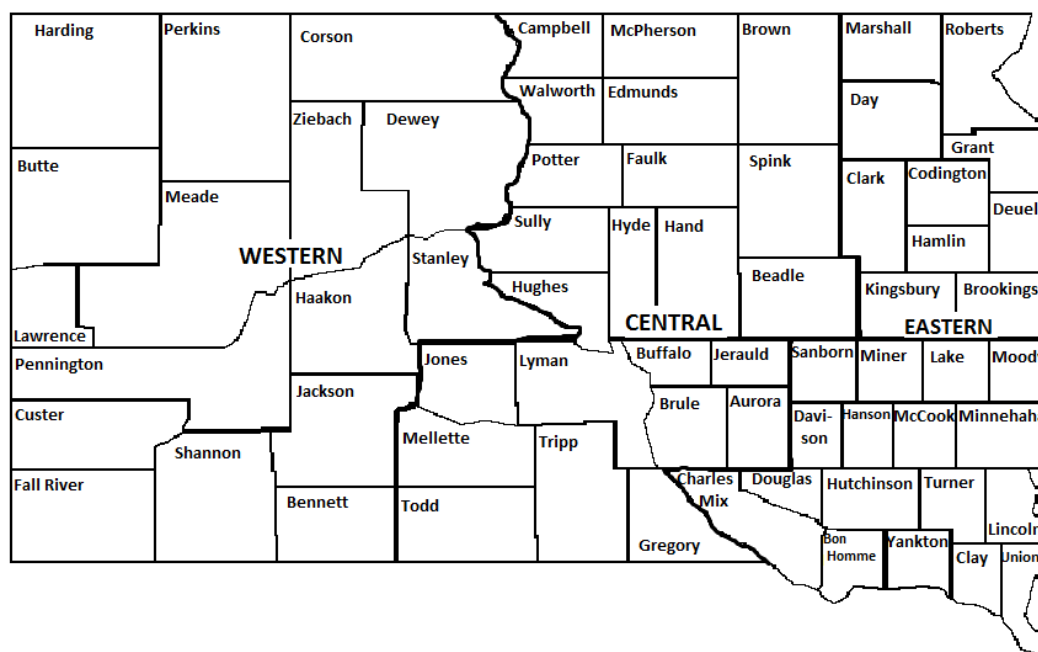 Harding
Perkins
Corson
Campbell
McPherson
Brown
Marshall
Roberts
Walworth
Edmunds
Day
Ziebach
Dewey
Grant
Butte
Potter
Faulk
Spink
Clark
Codington
Meade
Deuel
Sully
Hyde
Hand
Hamlin
WESTERN
Stanley
Beadle
Hughes
Kingsbury
Brookings
Haakon
CENTRAL
EASTERN
Lawrence
Pennington
Jones
Lyman
Buffalo
Jerauld
Sanborn
Miner
Lake
Moody
Jackson
Custer
Brule
Aurora
Davi-
son
Hanson
McCook
Minnehaha
Shannon
Mellette
Tripp
Fall River
Charles
Mix
Douglas
Hutchinson
Turner
Bennett
Todd
Lincoln
Gregory
Bon
Homme
Yankton
Clay
Union